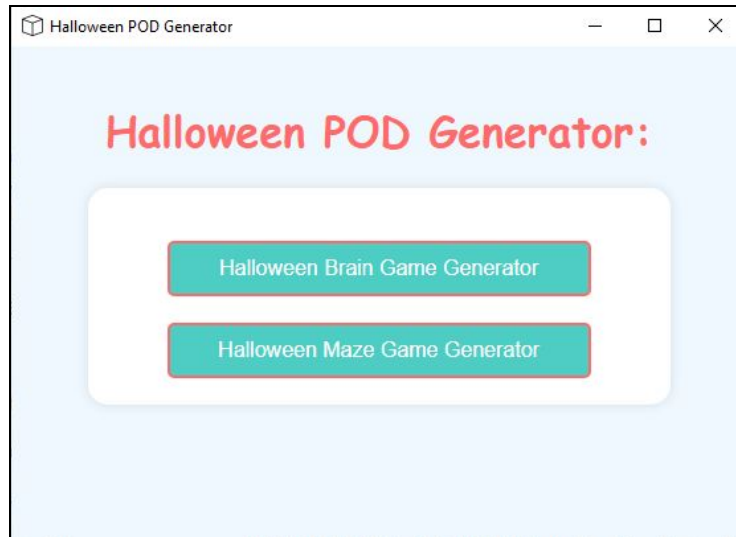 Halloween POD Generator
Halloween POD Generator:
Halloween Brain Game Generator
Halloween Maze Game Generator